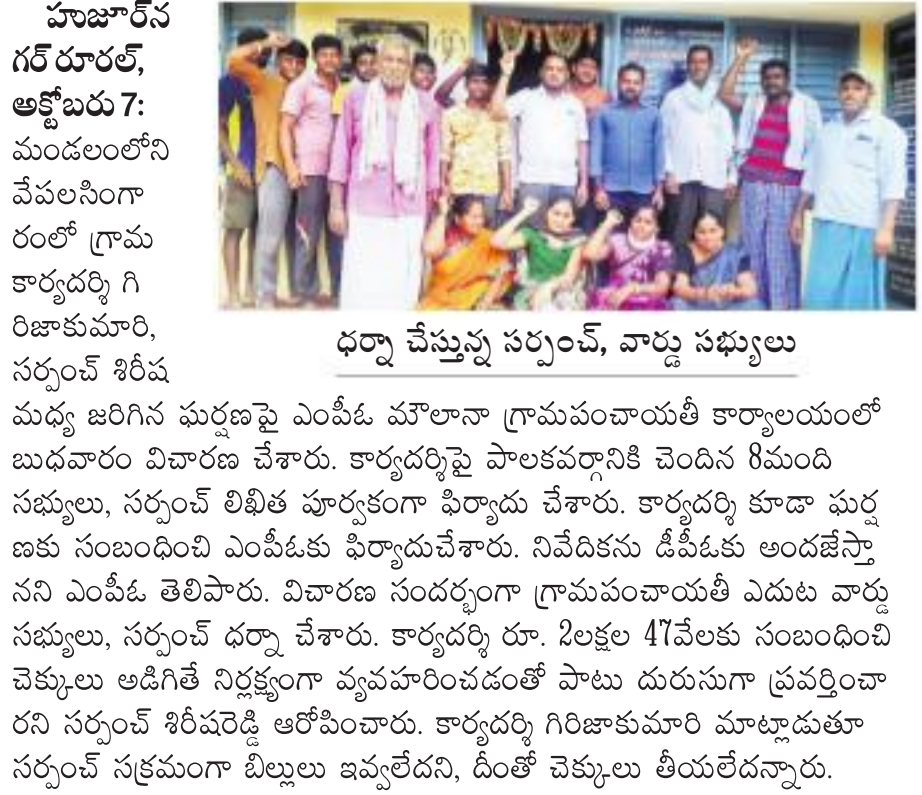 హుజూర్‌న
గర్ రూరల్,
అక్టోబరు 7:
మండలంలోని
వేపలసింగా
రంలో గ్రామ
కార్యదర్శి గి
రిజాకుమారి,
సర్పంచ్ శిరీష
ధర్నా చేస్తున్న సర్పంచ్, వార్డు సభ్యులు
మధ్య జరిగిన ఘర్షణపై ఎంపీఓ మౌలానా గ్రామపంచాయతీ కార్యాలయంలో
బుధవారం విచారణ చేశారు. కార్యదర్శిపై పాలకవర్గానికి చెందిన 8మంది
సభ్యులు, సర్పంచ్ లిఖిత పూర్వకంగా ఫిర్యాదు చేశారు. కార్యదర్శి కూడా ఘర్ష
ణకు సంబంధించి ఎంపీఓకు ఫిర్యాదుచేశారు. నివేదికను డీపీఓకు అందజేస్తా
నని ఎంపీఓ తెలిపారు. విచారణ సందర్భంగా గ్రామపంచాయతీ ఎదుట వార్డు
సభ్యులు, సర్పంచ్ ధర్నా చేశారు. కార్యదర్శి రూ. 2లక్షల 47వేలకు సంబంధించి
చెక్కులు అడిగితే నిర్లక్ష్యంగా వ్యవహరించడంతో పాటు దురుసుగా ప్రవర్తించా
రని సర్పంచ్ శిరీషరెడ్డి ఆరోపించారు. కార్యదర్శి గిరిజాకుమారి మాట్లాడుతూ
సర్పంచ్ సక్రమంగా బిల్లులు ఇవ్వలేదని, దీంతో చెక్కులు తీయలేదన్నారు.